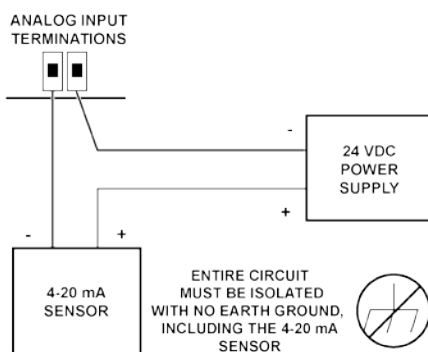 ANALOG INPUT
TERMINATIONS
-
24 VDC
POWER
SUPPLY
+
- +
4-20 mA
SENSOR
ENTIRE CIRCUIT
MUST BE ISOLATED
WITH NO EARTH GROUND,
INCLUDING THE 4-20 mA
SENSOR